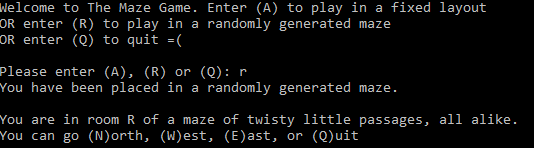 Welcome to The Maze Game. Enter (A) to play in a fixed layout
OR enter (R) to play in a randomly generated maze
OR enter (Q) to quit =(
Please enter (A), (R) or (Q): r
You have been placed in a randomly generated maze.
You are in room R of a maze of twisty little passages, all alike.
You can go (N)orth, (W)est, (E)ast, or (Q)uit